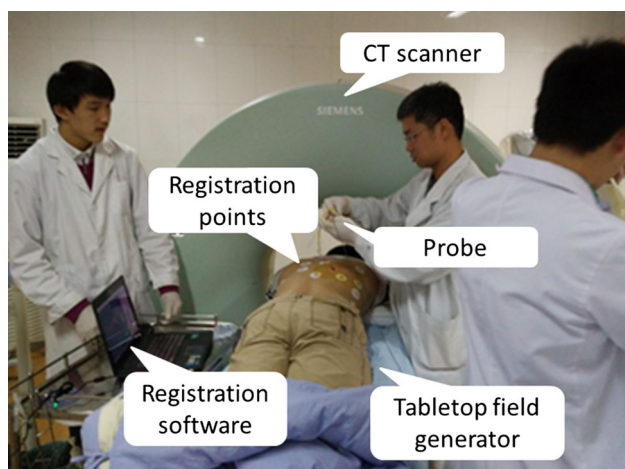 CT scanner
SIEMENS
Registration
points
Probe
Registration
software
Tabletop field
generator